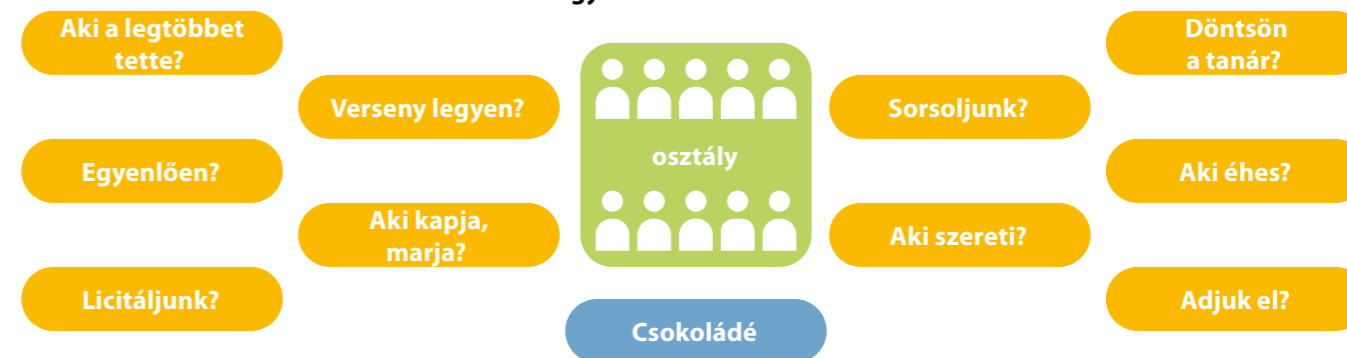 Aki a legtöbbet
tette?
Verseny legyen?
Egyenlően?
Aki kapja,
marja?
Licitáljunk?
osztály
Csokoládé
Sorsoljunk?
Aki szereti?
Döntsön
a tanár?
Aki éhes?
Adjuk el?